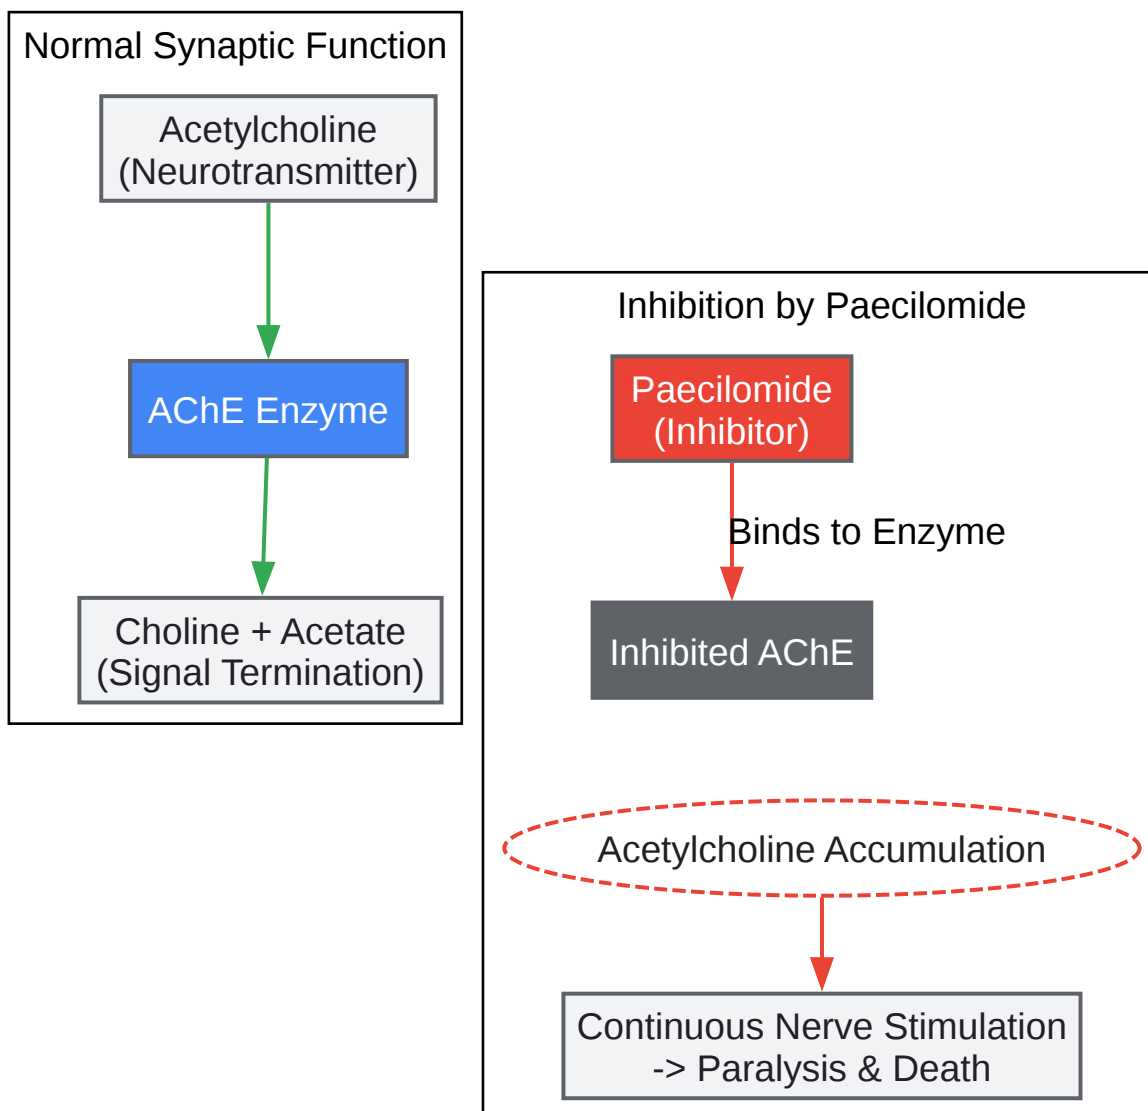 Normal Synaptic Function
Acetylcholine
(Neurotransmitter)
AChE Enzyme
Choline + Acetate
(Signal Termination)
Inhibition by Paecilomide
Paecilomide
(Inhibitor)
Binds to Enzyme
Inhibited AChE
Acetylcholine Accumulation
Continuous Nerve Stimulation
-> Paralysis & Death